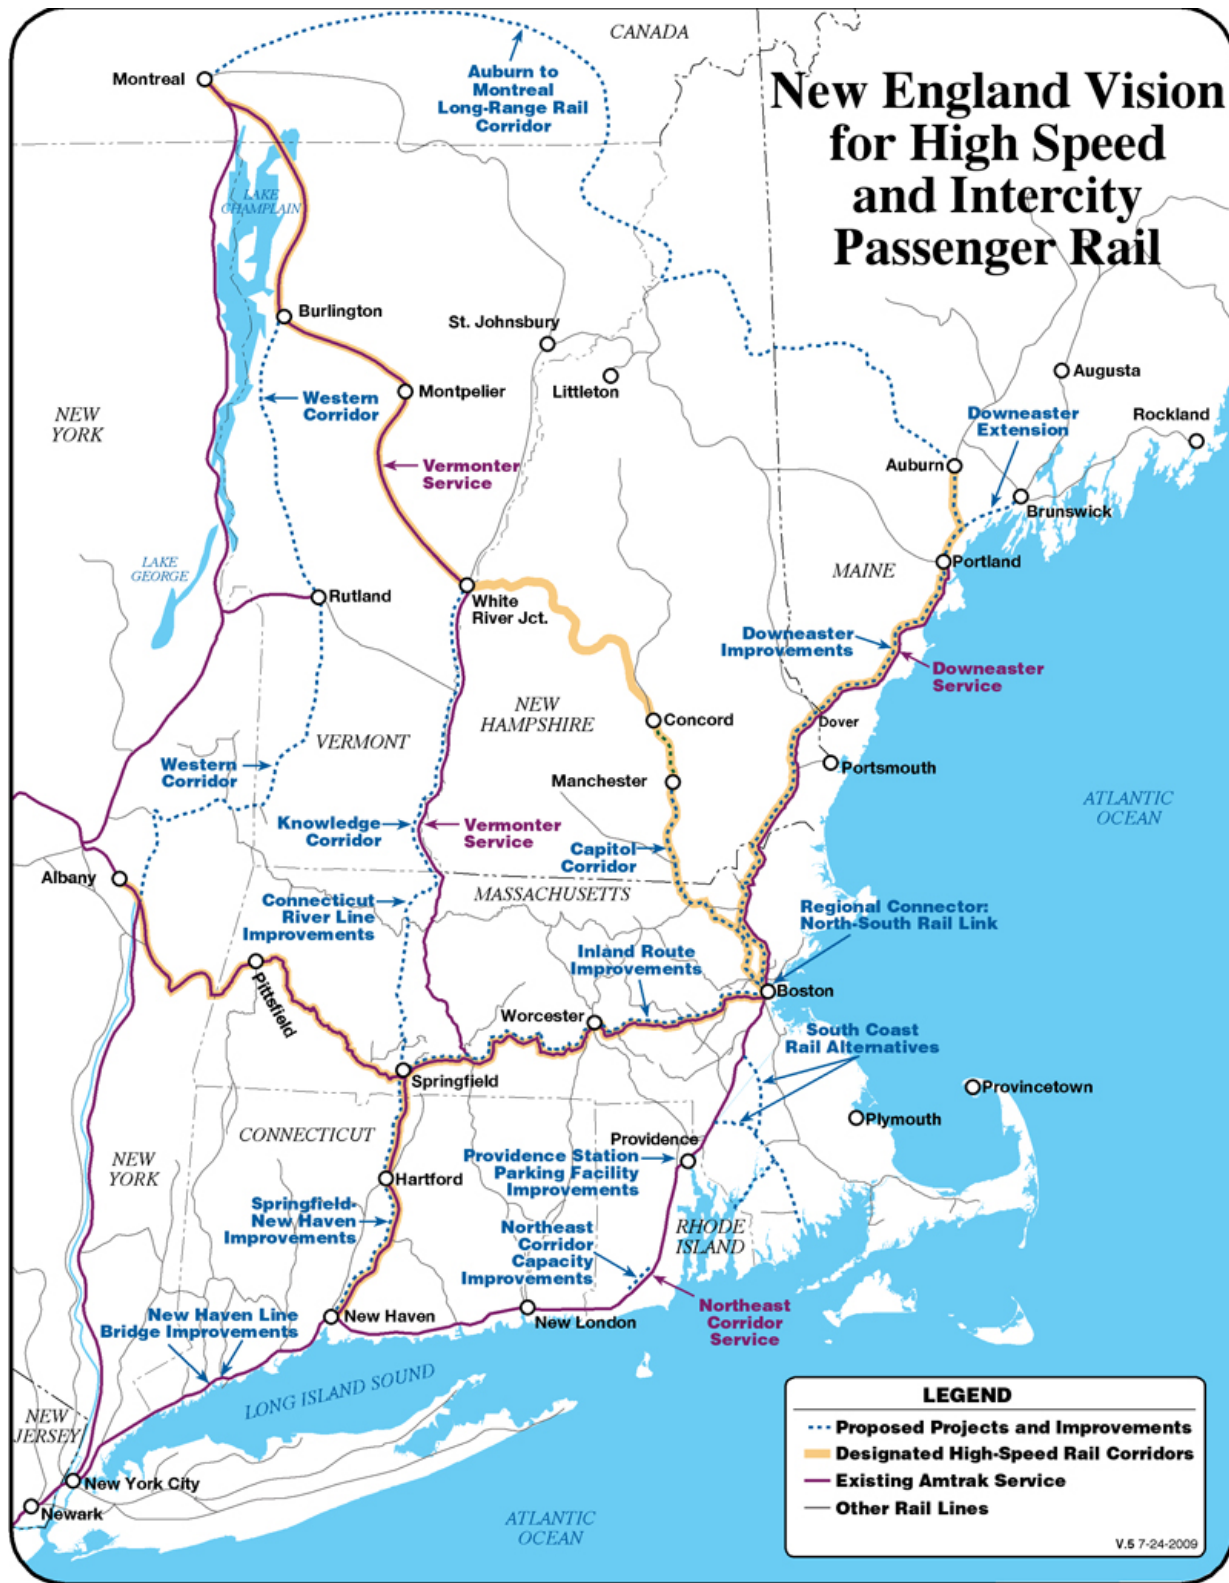 CANADA
New England Vision
for High Speed
and Intercity
Passenger Rail
Auburn to
Montreal
Long-Range Rail
Corridor
Montreal
LAKE
CHAMPLAIN
Burlington
St. Johnsbury
Littleton
Augusta
Rockland
Downeaster
Extension
Western
Corridor
Montpelier
NEW
YORK
Vermonter
Service
Auburn
Brunswick
LAKE
GEORGE
MAINE
Portland
Rutland
White
River Jct.
Downeaster
Improvements
Downeaster
Service
NEW
HAMPSHIRE
Concord
Dover
VERMONT
Western
Corridor
Manchester
Portsmouth
ATLANTIC
OCEAN
Knowledge
Corridor
Vermonter
Service
Capitol
Corridor
Albany
MASSACHUSETTS
Connecticut
River Line
Improvements
Regional Connector:
North-South Rail Link
Inland Route
Improvements
Pittsfield
Boston
Worcester
South Coast
Rail Alternatives
Springfield
Provincetown
Plymouth
CONNECTICUT
Providence
NEW
YORK
Providence Station
Parking Facility
Improvements
Hartford
Springfield-
New Haven
Improvements
Northeast
Corridor
Capacity
Improvements
RHODE
ISLAND
New Haven Line
Bridge Improvements
New Haven
New London
Northeast
Corridor
Service
LONG ISLAND SOUND
NEW
JERSEY
New York City
Newark
ATLANTIC
OCEAN
LEGEND
Proposed Projects and Improvements
Designated High-Speed Rail Corridors
Existing Amtrak Service
Other Rail Lines
V.5 7-24-2009